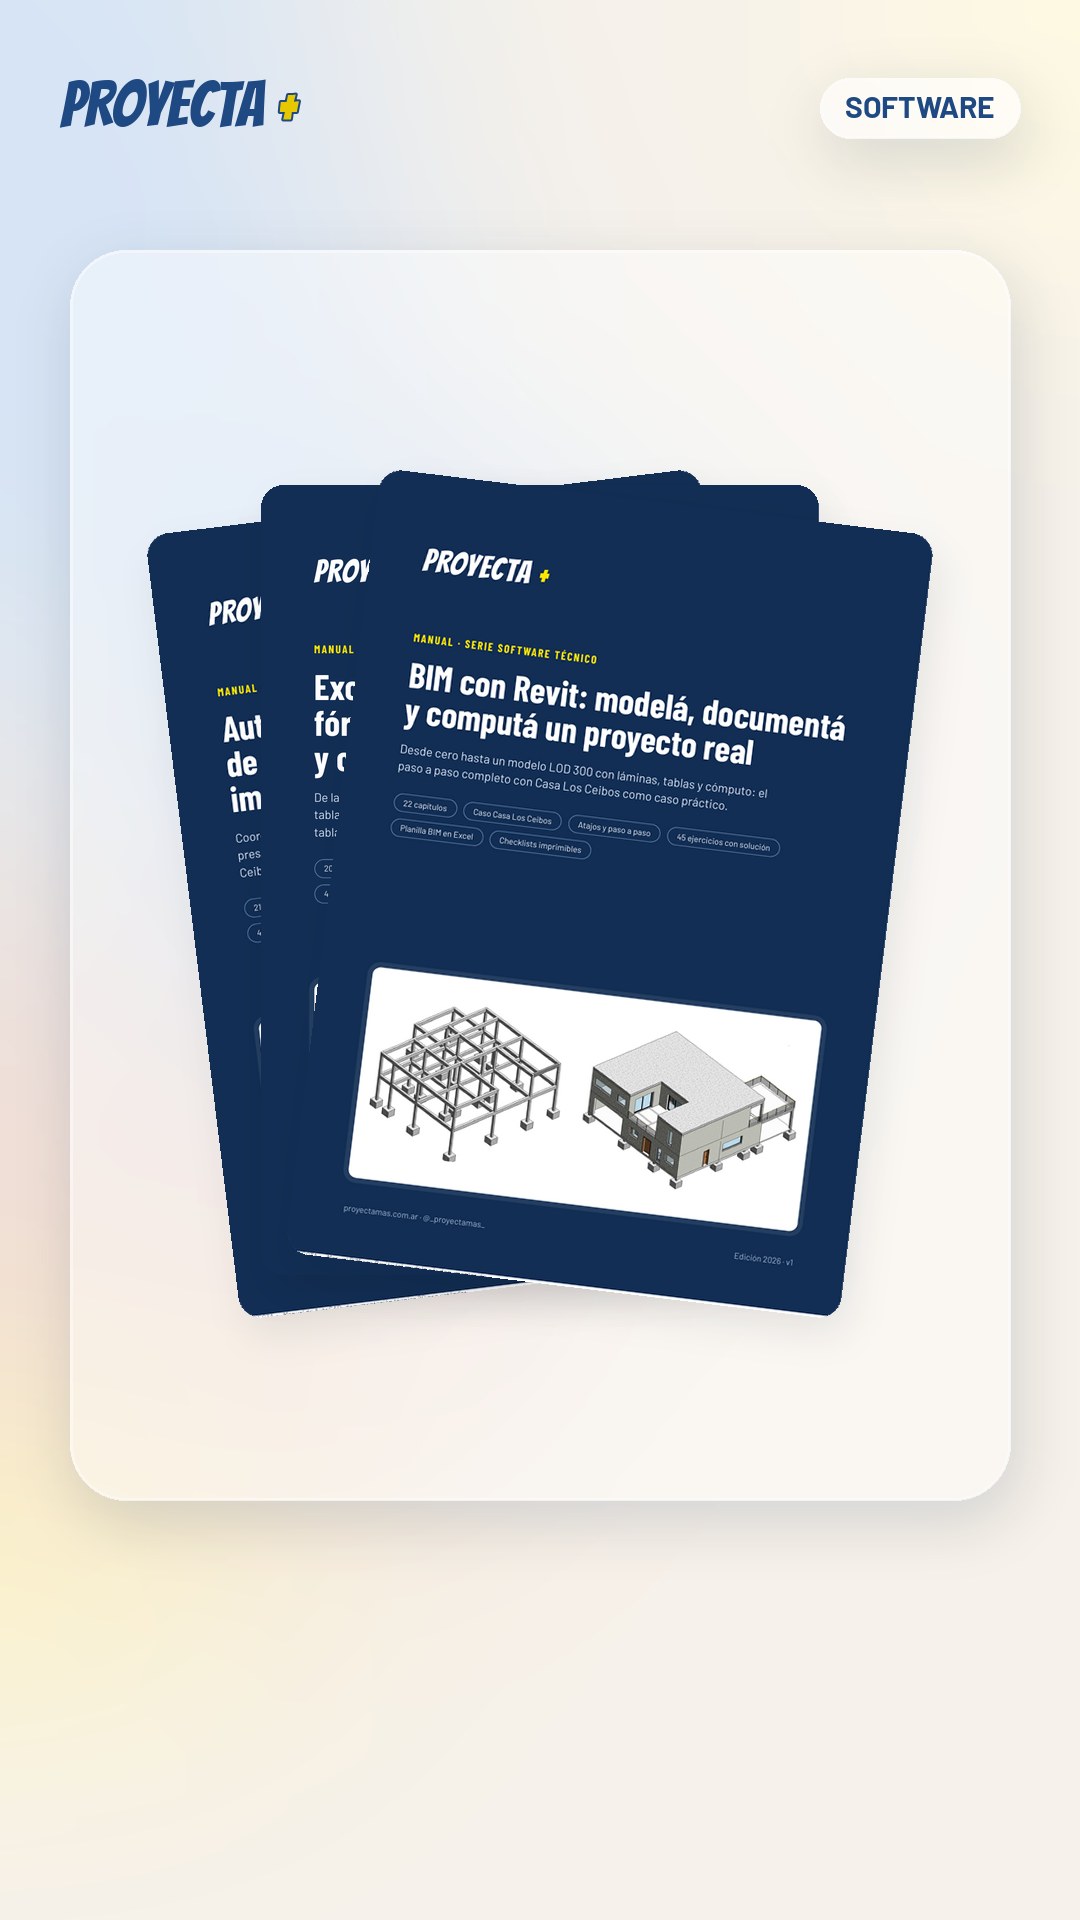 PROYECTA +
SOFTWARE
PROY
MANUAL
Aut
de
im
Coor
pres
Ceib
21
4
PROY
MANUAL
Exc
fór
y c
De la
tabla
tabla
20
4
PROYECTA +
MANUAL · SERIE SOFTWARE TÉCNICO
BIM con Revit: modelá, documentá
y computá un proyecto real
Desde cero hasta un modelo LOD 300 con láminas, tablas y cómputo: el
paso a paso completo con Casa Los Ceibos como caso práctico.
22 capítulos Caso Casa Los Ceibos Atajos y paso a paso 45 ejercicios con solución
Planilla BIM en Excel Checklists imprimibles
proyectamas.com.ar · @_proyectamas_
Edición 2026 · v1